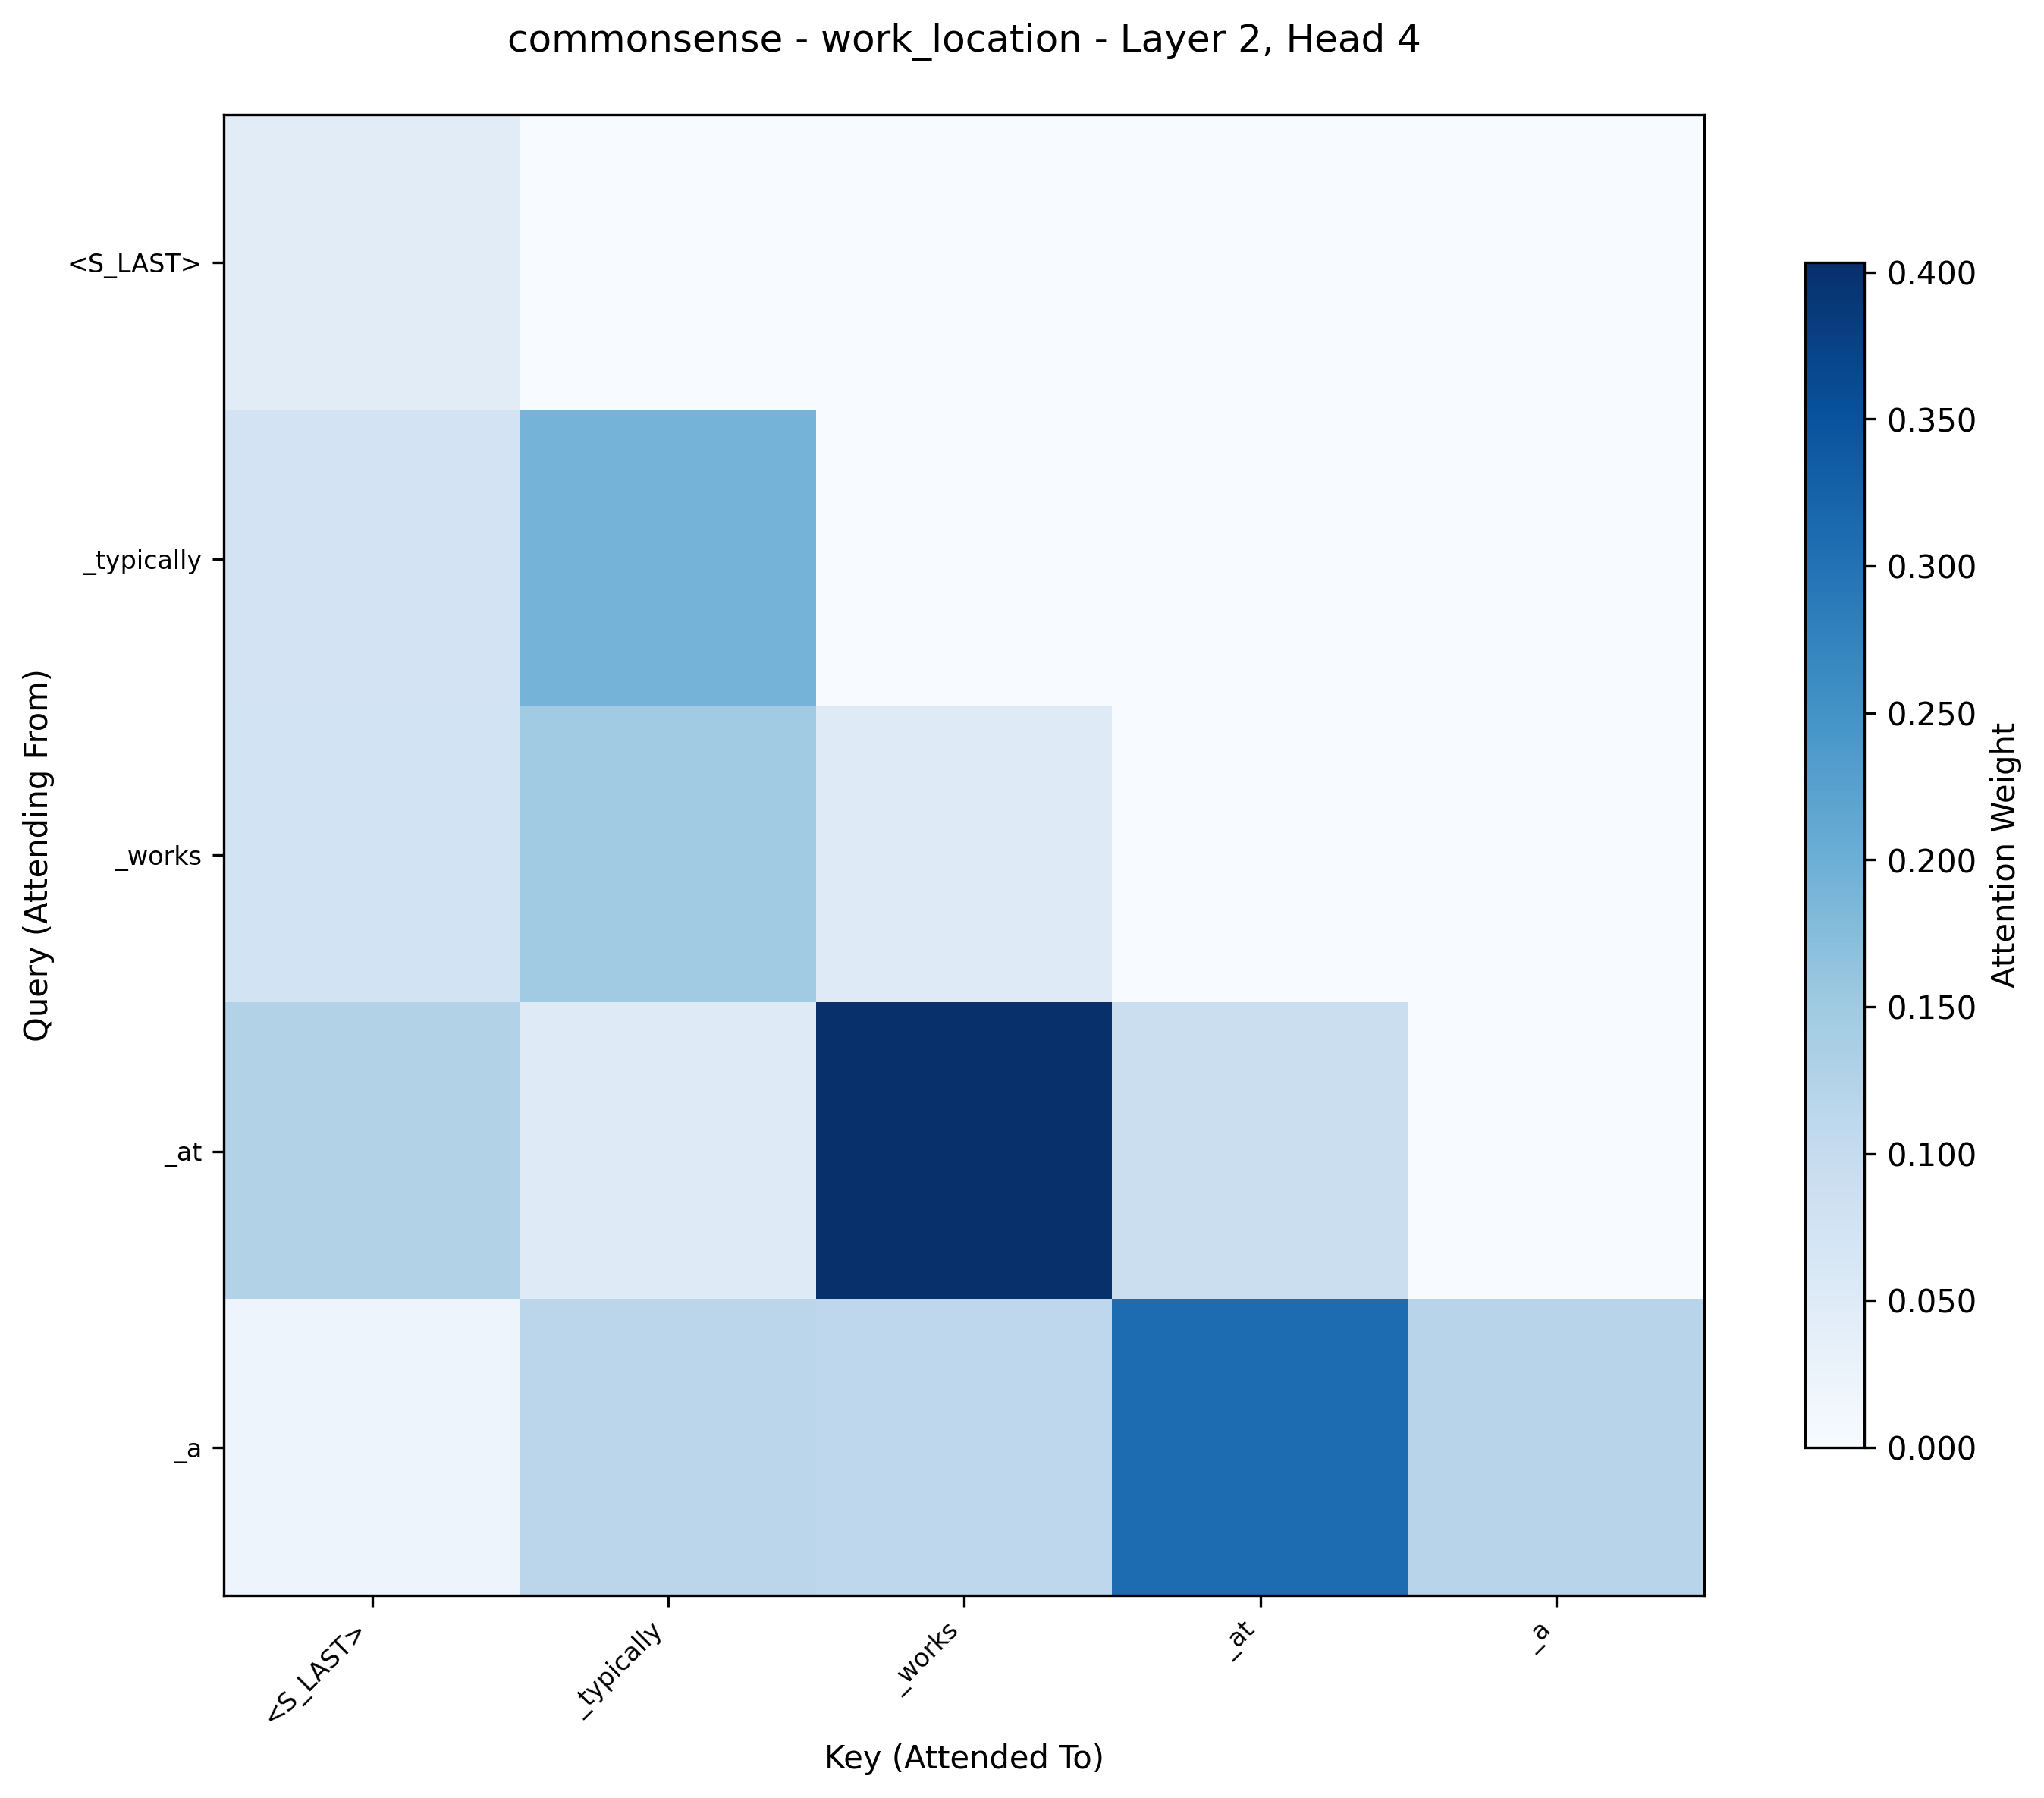 commonsense - work_location - Layer 2, Head 4
<S_LAST>
_typically
_works
_at
_a
Query (Attending From)
<S_LAST>
_typically
_works
_at
_a
Key (Attended To)
0.400
0.350
0.300
0.250
0.200
0.150
0.100
0.050
0.000
Attention Weight